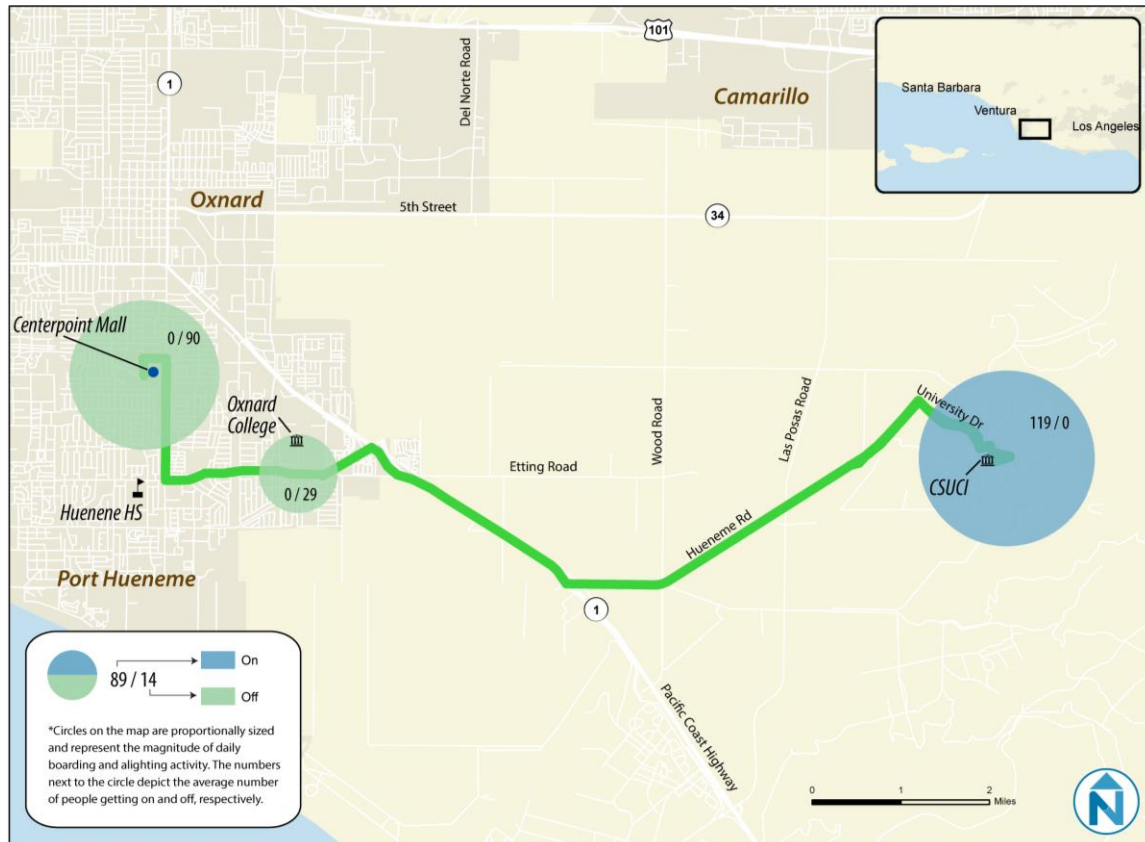 101
1
Del Norte Road
Camarillo
Santa Barbara
Ventura
Los Angeles
Oxnard
5th Street
34
Centerpoint Mall
0 / 90
Oxnard
College
0 / 29
Huenene HS
Etting Road
Wood Road
Las Posas Road
University Dr
119 / 0
CSUCI
Hueneme Rd
Port Hueneme
1
Pacific Coast Highway
89 / 14
On
Off
*Circles on the map are proportionally sized
and represent the magnitude of daily
boarding and alighting activity. The numbers
next to the circle depict the average number
of people getting on and off, respectively.
0 1 2
Miles
N